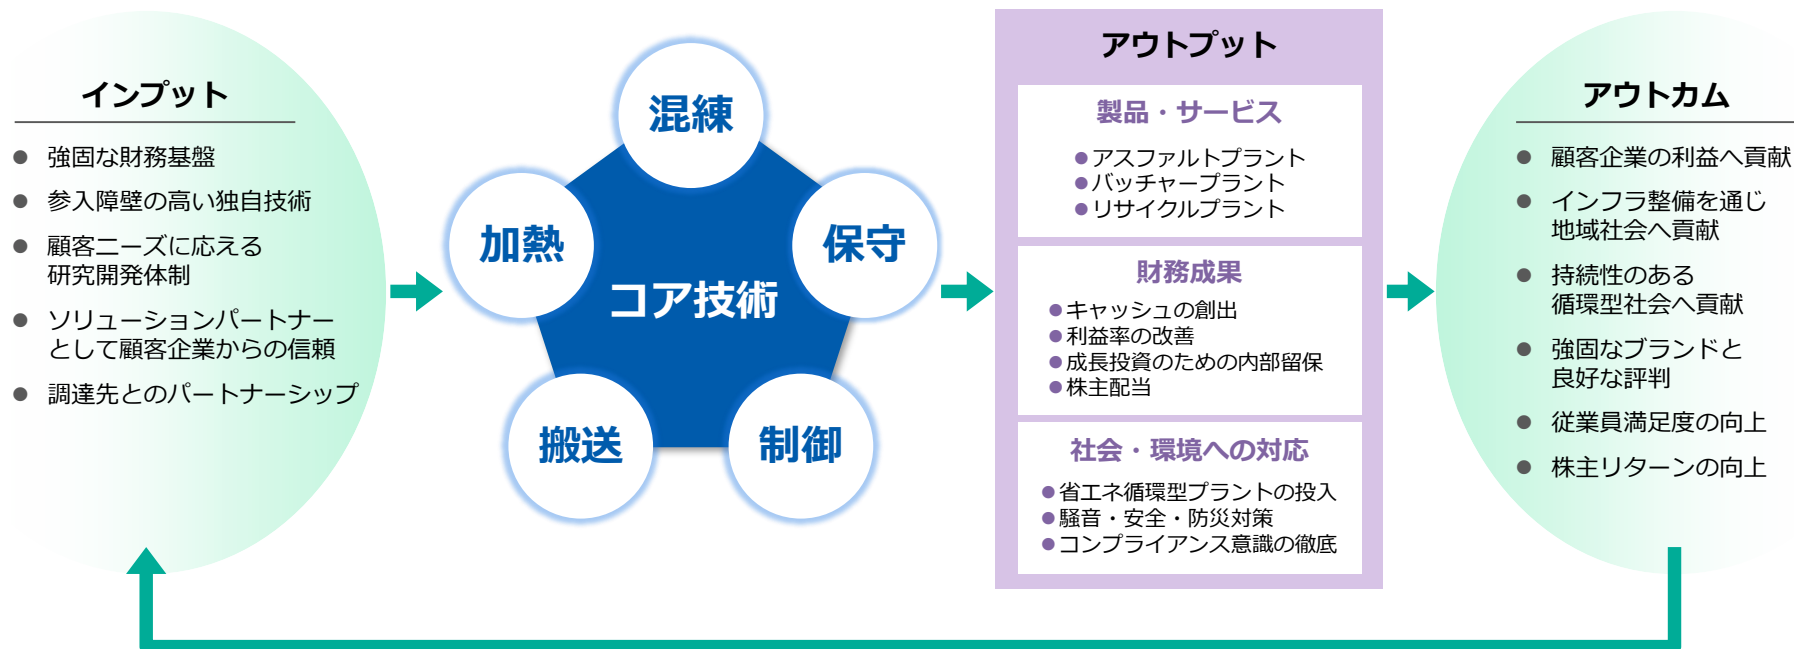 インプット
● 強固な財務基盤
● 参入障壁の高い独自技術
● 顧客ニーズに応える
研究開発体制
● ソリューションパートナー
として顧客企業からの信頼
● 調達先とのパートナーシップ
混練
加熱
保守
コア技術
搬送
制御
アウトプット
製品・サービス
●アスファルトプラント
●バッチャープラント
●リサイクルプラント
財務成果
●キャッシュの創出
●利益率の改善
●成長投資のための内部留保
●株主配当
社会・環境への対応
●省エネ循環型プラントの投入
●騒音・安全・防災対策
●コンプライアンス意識の徹底
アウトカム
● 顧客企業の利益へ貢献
● インフラ整備を通じ
地域社会へ貢献
● 持続性のある
循環型社会へ貢献
● 強固なブランドと
良好な評判
● 従業員満足度の向上
● 株主リターンの向上